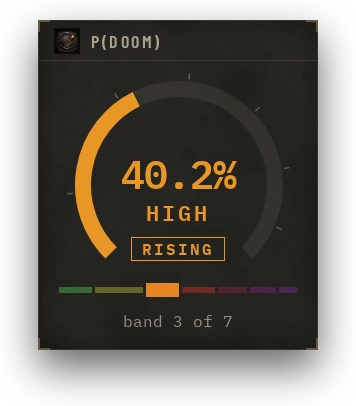 P(DOOM)
40.2%
HIGH
RISING
band 3 of 7